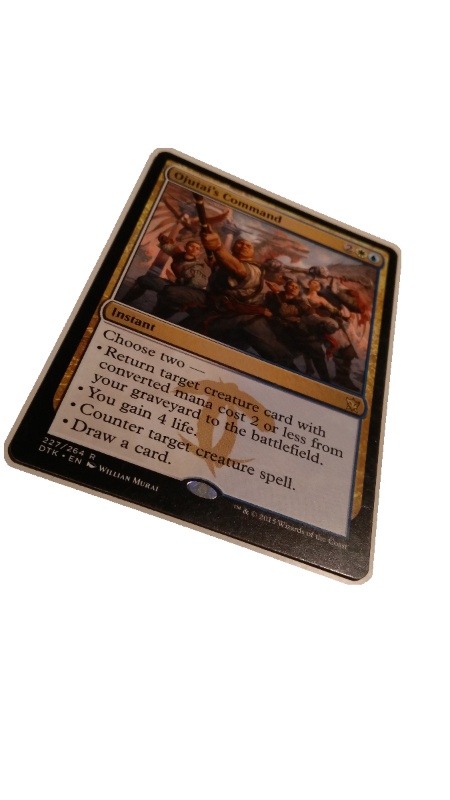 Ojutai's Command
2
Instant
Choose two —
• Return target creature card with
converted mana cost 2 or less from
your graveyard to the battlefield.
• You gain 4 life.
• Counter target creature spell.
• Draw a card.
227/264 R
DTK • EN WILLIAN MURAI
™ & © 2015 Wizards of the Coast